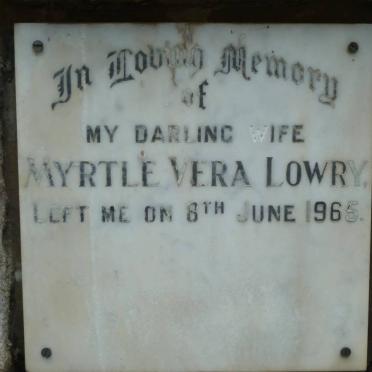 In Loving Memory
of
MY DARLING WIFE
MYRTLE VERA LOWRY,
LEFT ME ON 8TH JUNE 1965.